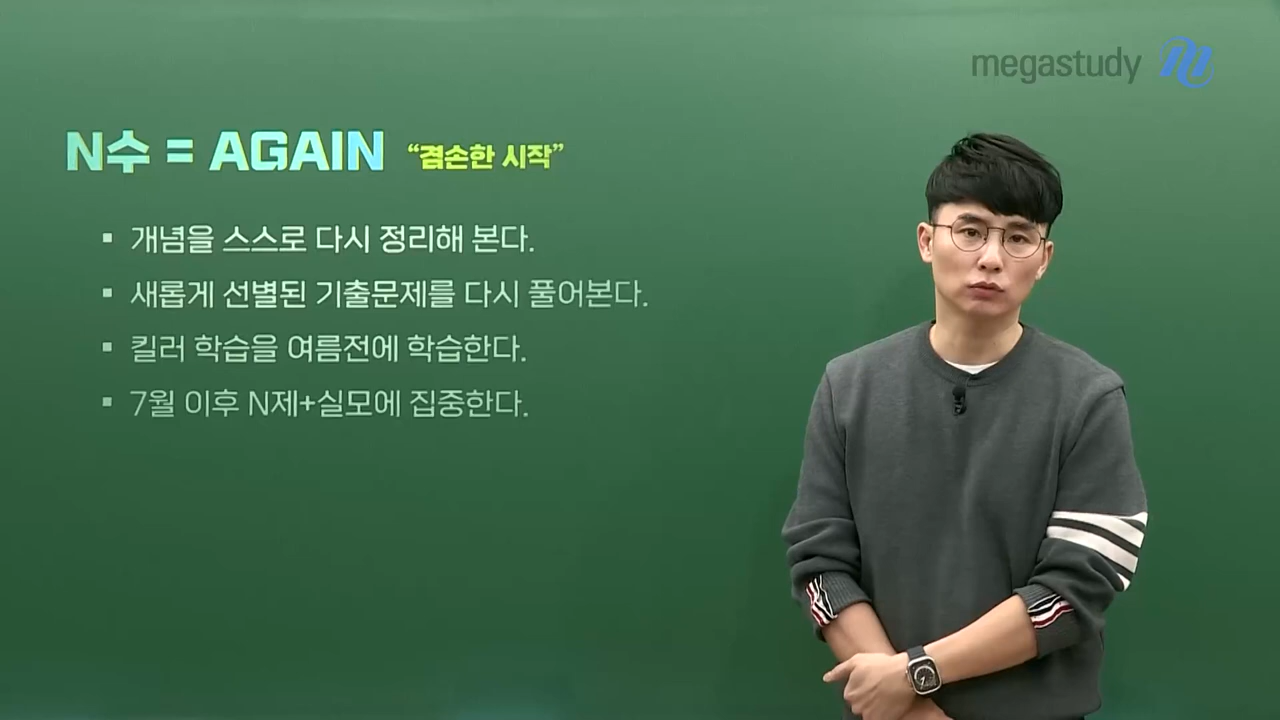 megastudy
N수 = AGAIN “겸손한 시작”
▪ 개념을 스스로 다시 정리해 본다.
▪ 새롭게 선별된 기출문제를 다시 풀어본다.
▪ 킬러 학습을 여름전에 학습한다.
▪ 7월 이후 N제+실모에 집중한다.